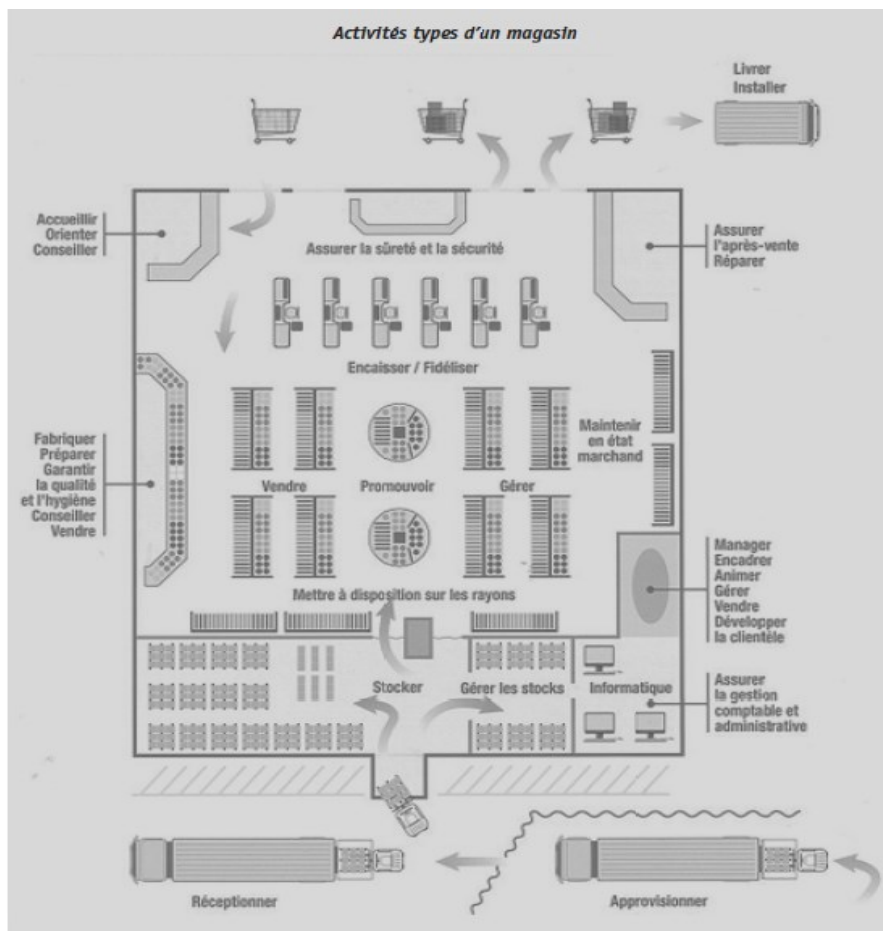 Activités types d'un magasin
Livrer
Installer
Accueillir
Orienter
Conseiller
Assurer la sûreté et la sécurité
Assurer
l'après-vente
Réparer
Encaisser / Fidéliser
Maintenir
en état
marchand
Fabriquer
Préparer
Garantir
la qualité
et l'hygiène
Conseiller
Vendre
Vendre
Promouvoir
Gérer
Mettre à disposition sur les rayons
Manager
Encadrer
Animer
Gérer
Vendre
Développer
la clientèle
Stocker
Gérer les stocks
Informatique
Assurer
la gestion
comptable et
administrative
Réceptionner
Approvisionner